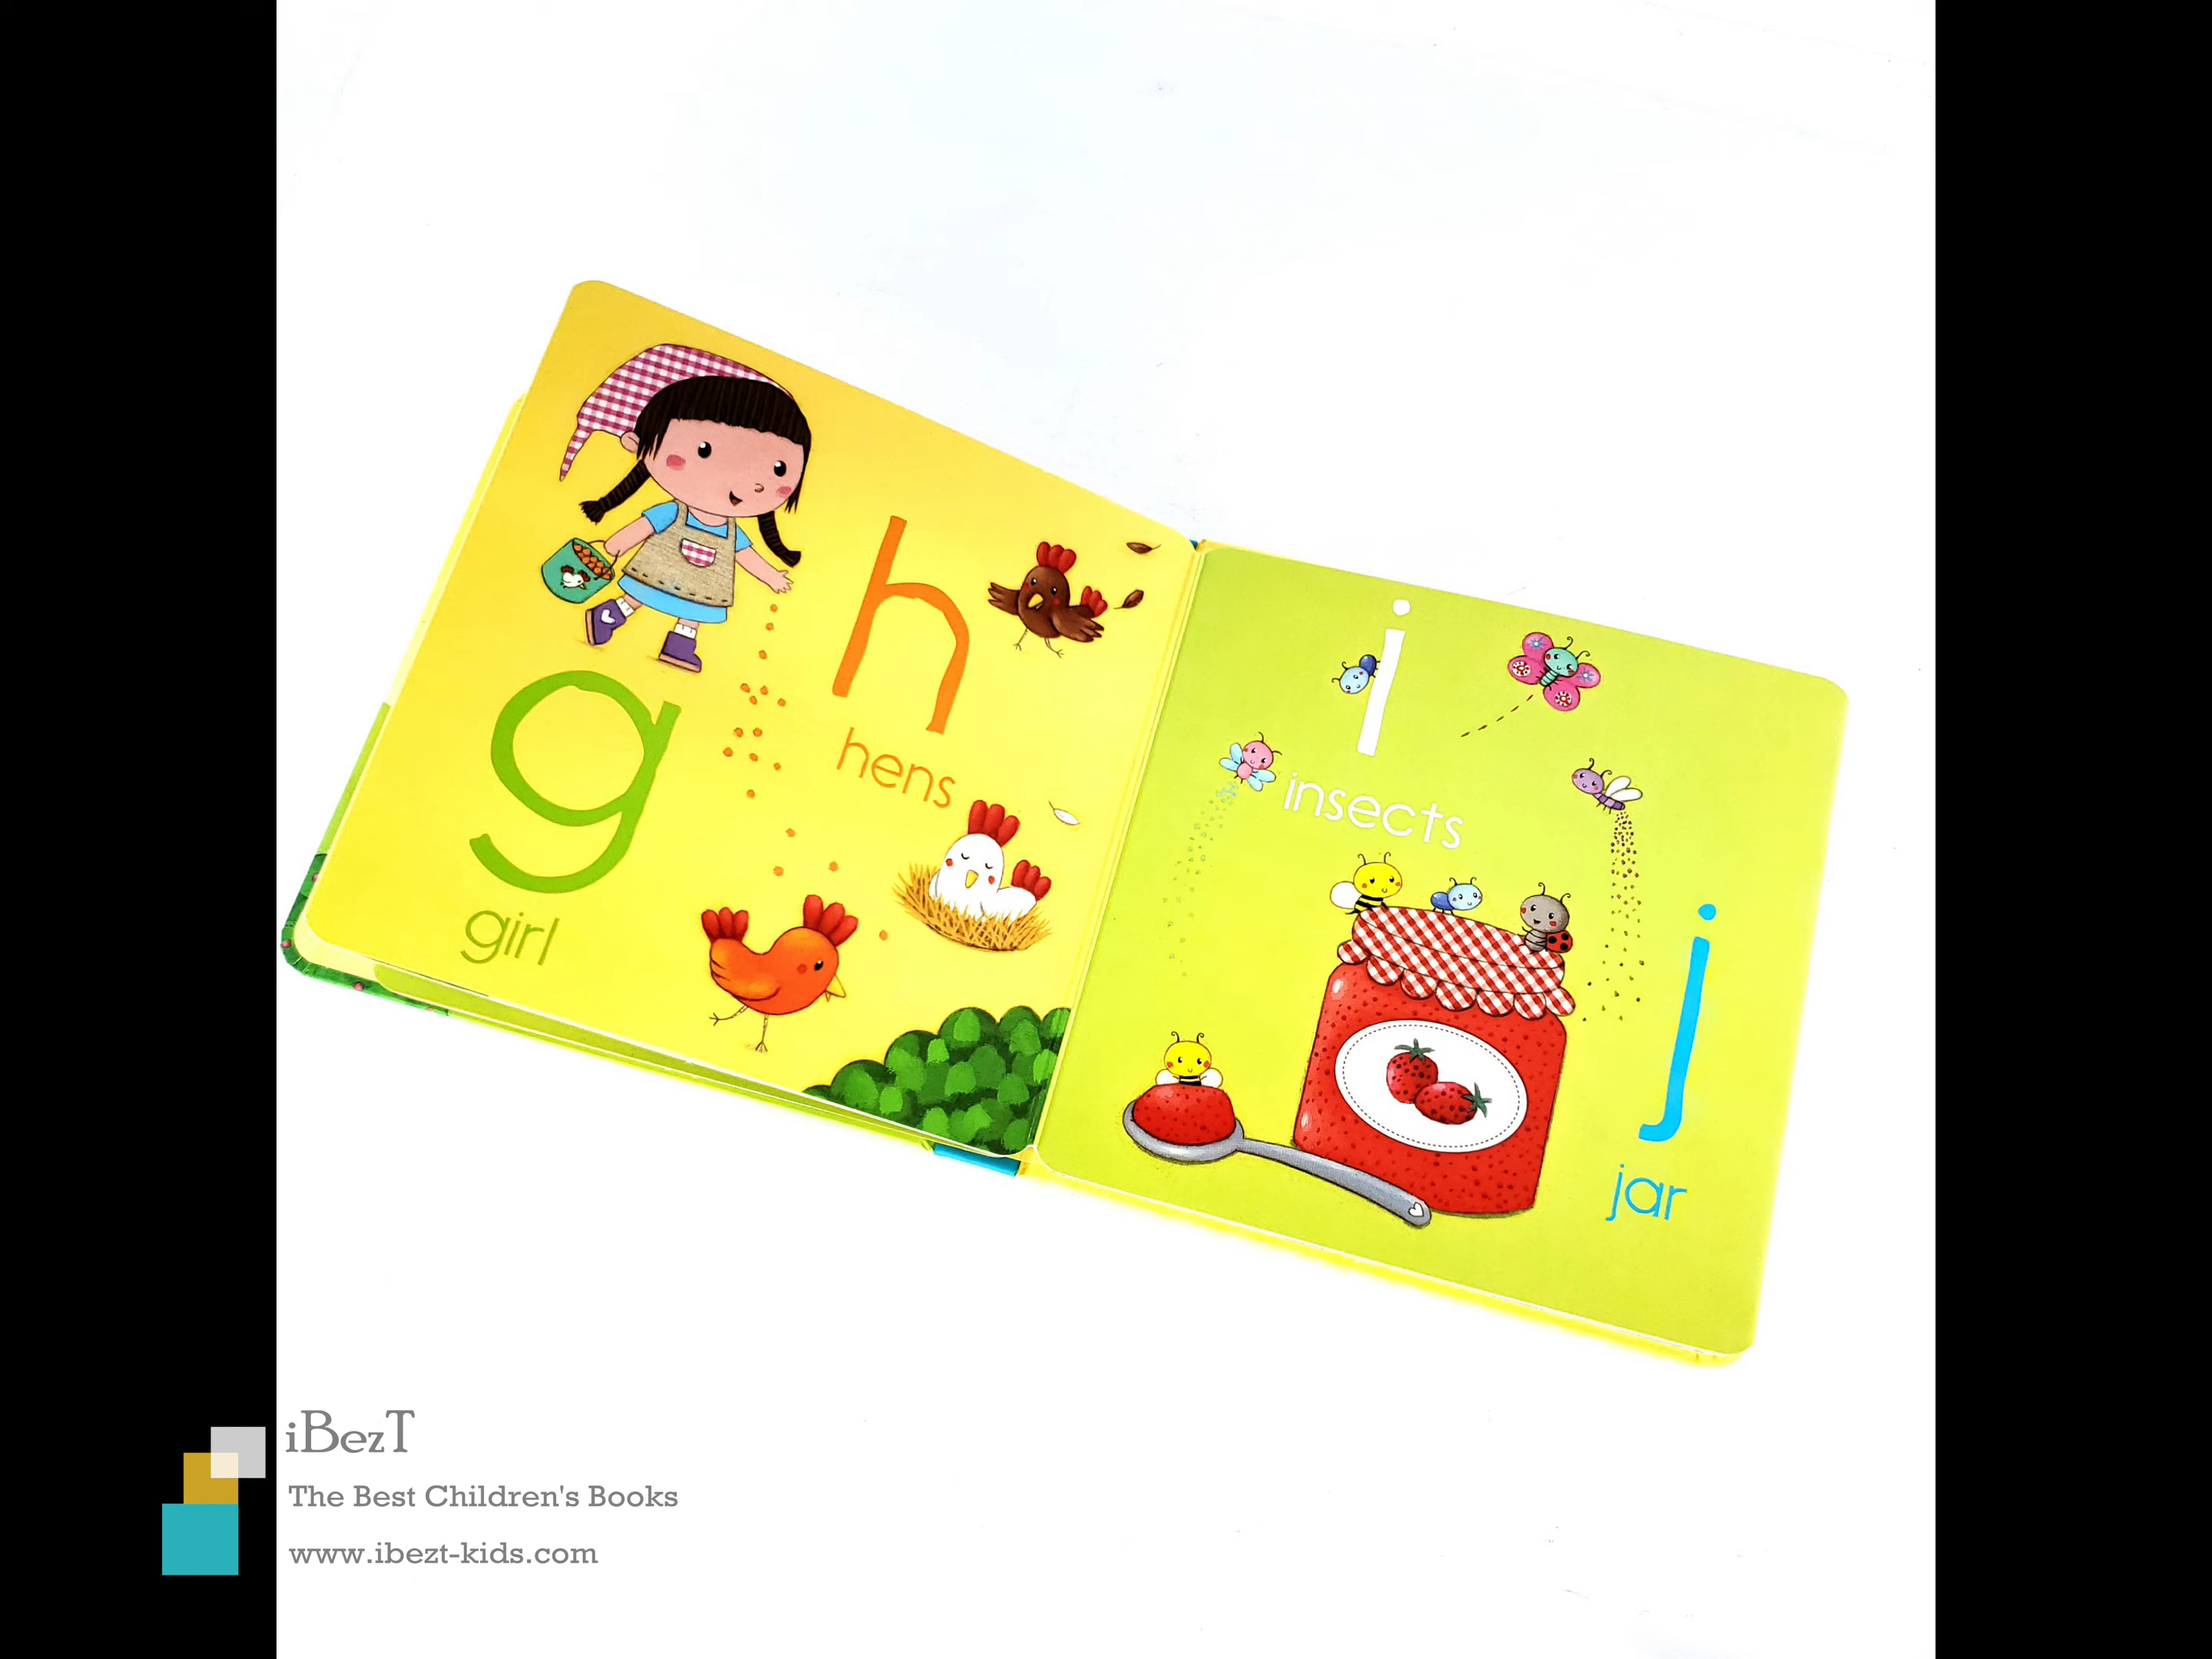 h
hens
g
girl
i
insects
j
jar
iBezT
The Best Children's Books
www.ibezt-kids.com